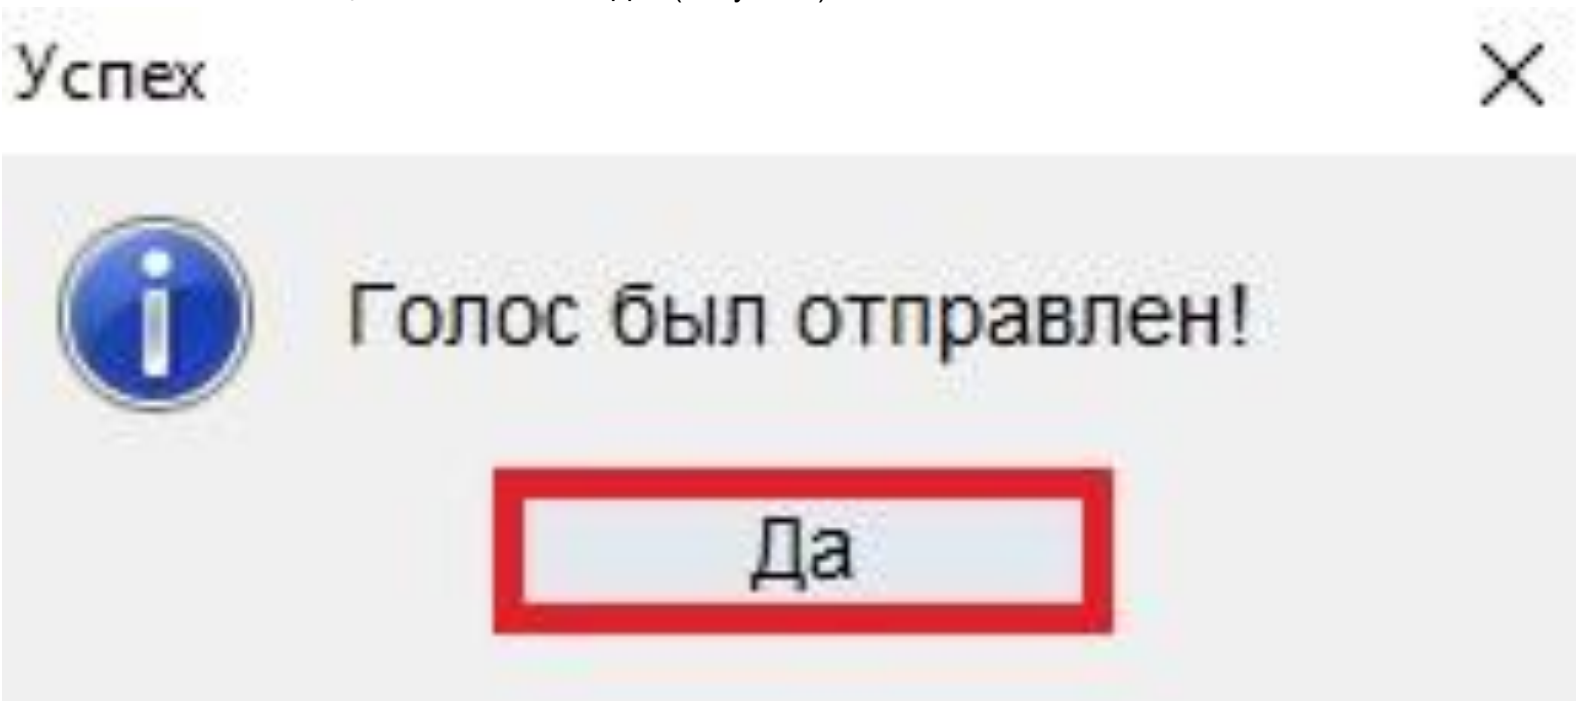 Успех
Голос был отправлен!
Да